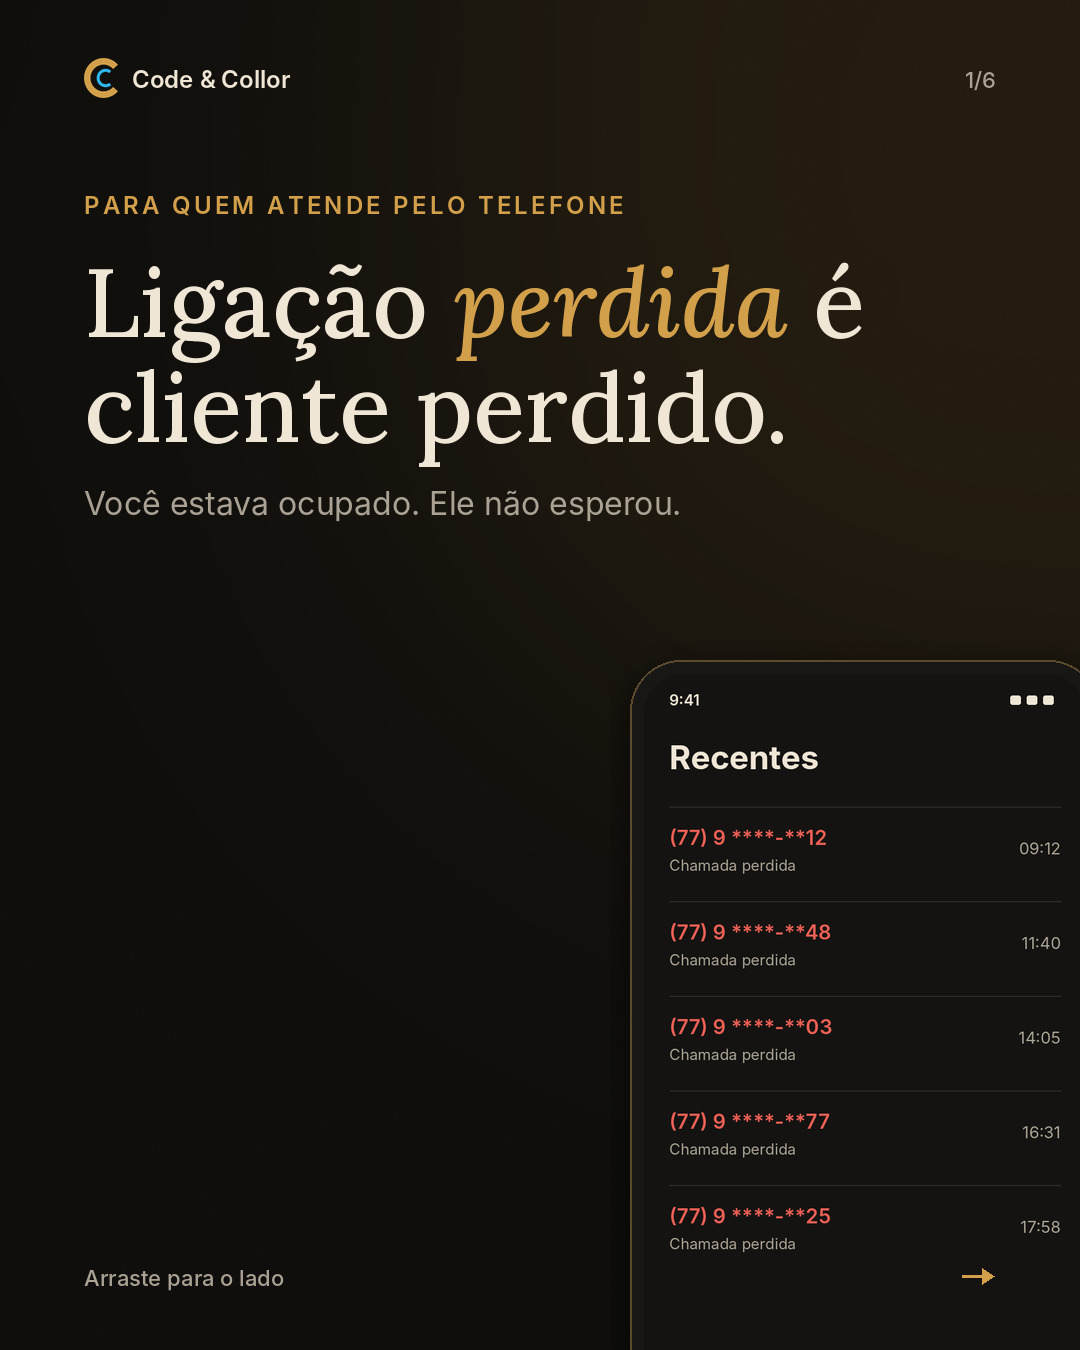 Code & Collor
1/6
PARA QUEM ATENDE PELO TELEFONE
Ligação perdida é
cliente perdido.
Você estava ocupado. Ele não esperou.
9:41
Recentes
(77) 9 ****-**12
Chamada perdida
09:12
(77) 9 ****-**48
Chamada perdida
11:40
(77) 9 ****-**03
Chamada perdida
14:05
(77) 9 ****-**77
Chamada perdida
16:31
(77) 9 ****-**25
Chamada perdida
17:58
Arraste para o lado